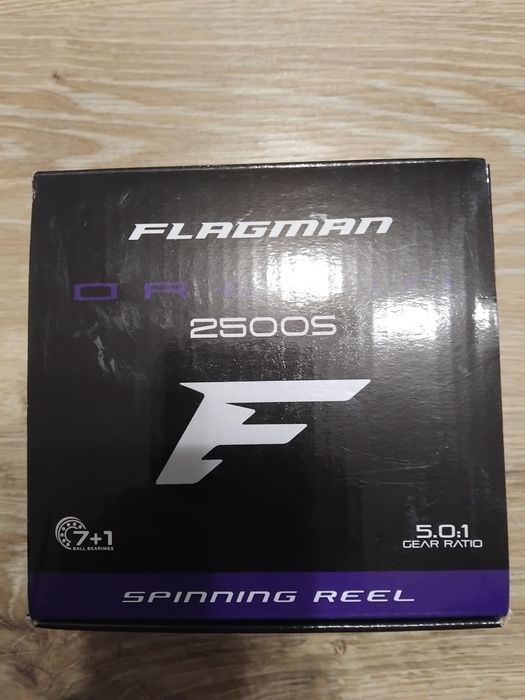 FLAGMAN
2500S
F
7+1
BALL BEARINGS
5.0:1
GEAR RATIO
SPINNING REEL